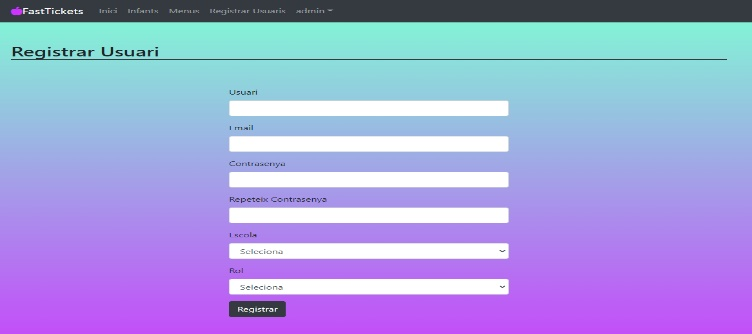 FastTickets Inici Infants Menus Registrar Usuaris admin
Registrar Usuari
Usuari
Email
Contrasenya
Repeteix Contrasenya
Escola
Seleciona
Rol
Seleciona
Registrar